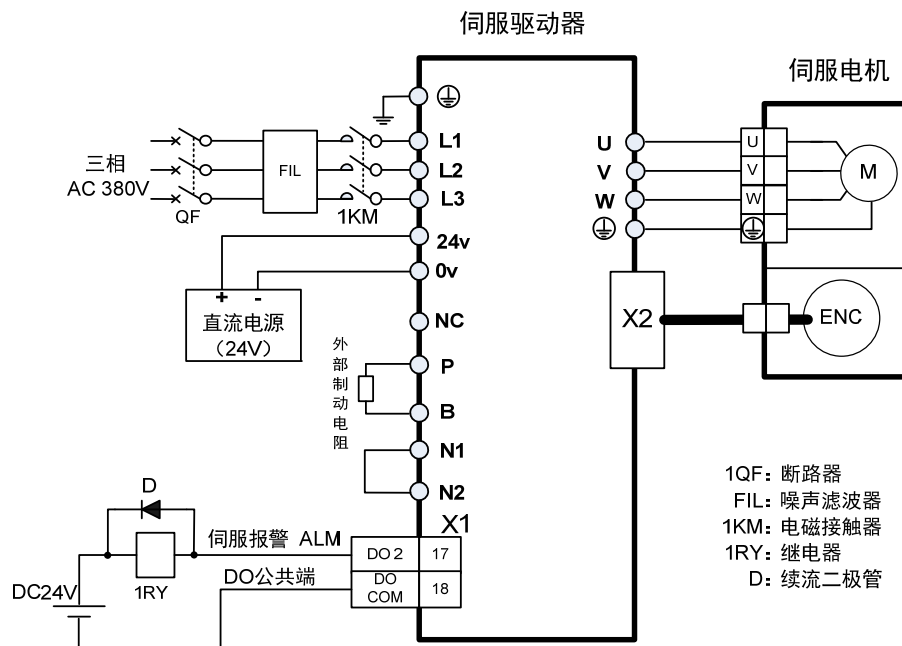 伺服驱动器
伺服电机
三相
AC 380V
QF
FIL
1KM
L1
L2
L3
24v
0v
+ -
直流电源
（24V）
NC
外部制动电阻
P
B
N1
N2
X1
U
V
W
U
V
W
M
X2
ENC
1QF：断路器
FIL：噪声滤波器
1KM：电磁接触器
1RY：继电器
D：续流二极管
D
伺服报警 ALM
DO 2
17
DO公共端
DO
COM
18
DC24V
1RY